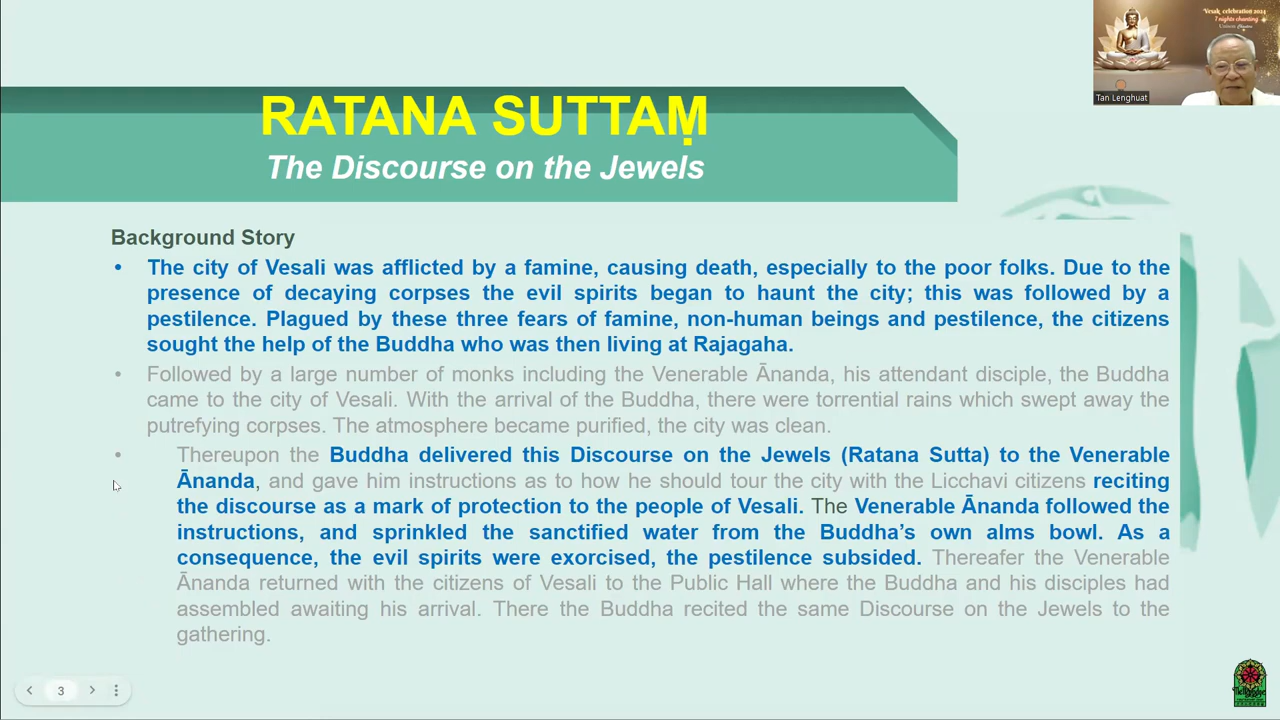 Vesak celebration 2024
7 nights chanting
Tan Lenghuat
RATANA SUTTAṂ
The Discourse on the Jewels
Background Story
• The city of Vesali was afflicted by a famine, causing death, especially to the poor folks. Due to the
presence of decaying corpses the evil spirits began to haunt the city; this was followed by a
pestilence. Plagued by these three fears of famine, non-human beings and pestilence, the citizens
sought the help of the Buddha who was then living at Rajagaha.
• Followed by a large number of monks including the Venerable Ānanda, his attendant disciple, the Buddha
came to the city of Vesali. With the arrival of the Buddha, there were torrential rains which swept away the
putrefying corpses. The atmosphere became purified, the city was clean.
• Thereupon the Buddha delivered this Discourse on the Jewels (Ratana Sutta) to the Venerable
Ānanda, and gave him instructions as to how he should tour the city with the Licchavi citizens reciting
the discourse as a mark of protection to the people of Vesali. The Venerable Ānanda followed the
instructions, and sprinkled the sanctified water from the Buddha’s own alms bowl. As a
consequence, the evil spirits were exorcised, the pestilence subsided. Thereafer the Venerable
Ānanda returned with the citizens of Vesali to the Public Hall where the Buddha and his disciples had
assembled awaiting his arrival. There the Buddha recited the same Discourse on the Jewels to the
gathering.
3